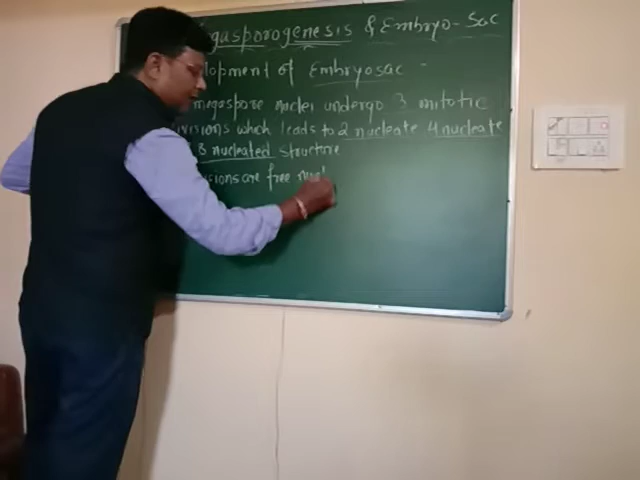 gasporogenesis & Embryo-Sac
lopment of Embryosac -
megaspore nuclei undergo 3 mitotic
visions which leads to 2 nucleate 4 nucleate
8 nucleated structure
isions are free nucl